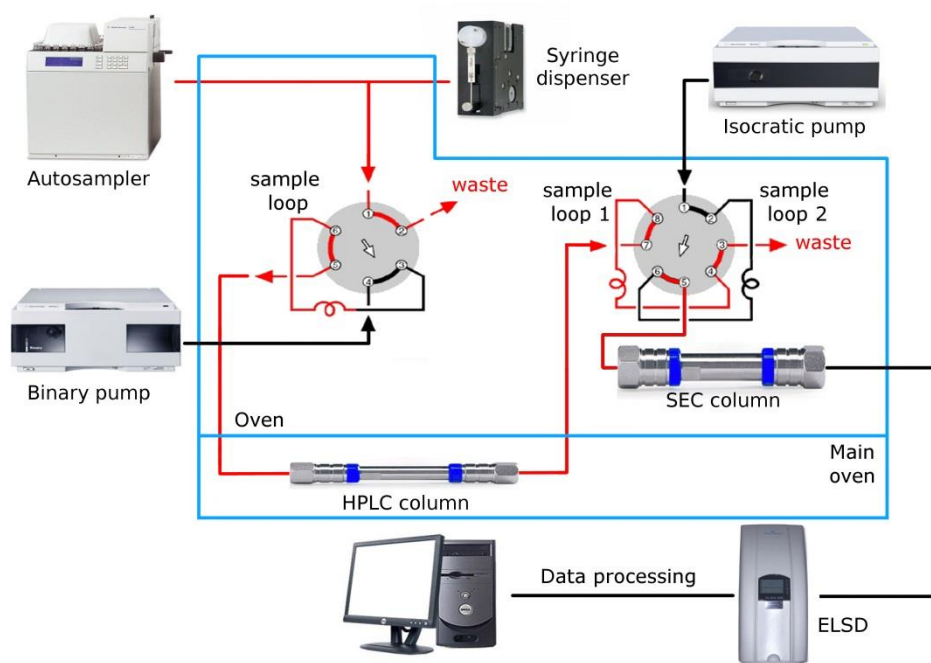 Syringe
dispenser
Isocratic pump
Autosampler
sample
loop
waste
1
2
3
4
5
6
sample
loop 1
sample
loop 2
waste
1
2
3
4
5
6
7
8
Binary pump
SEC column
Oven
Main
oven
HPLC column
Data processing
ELSD